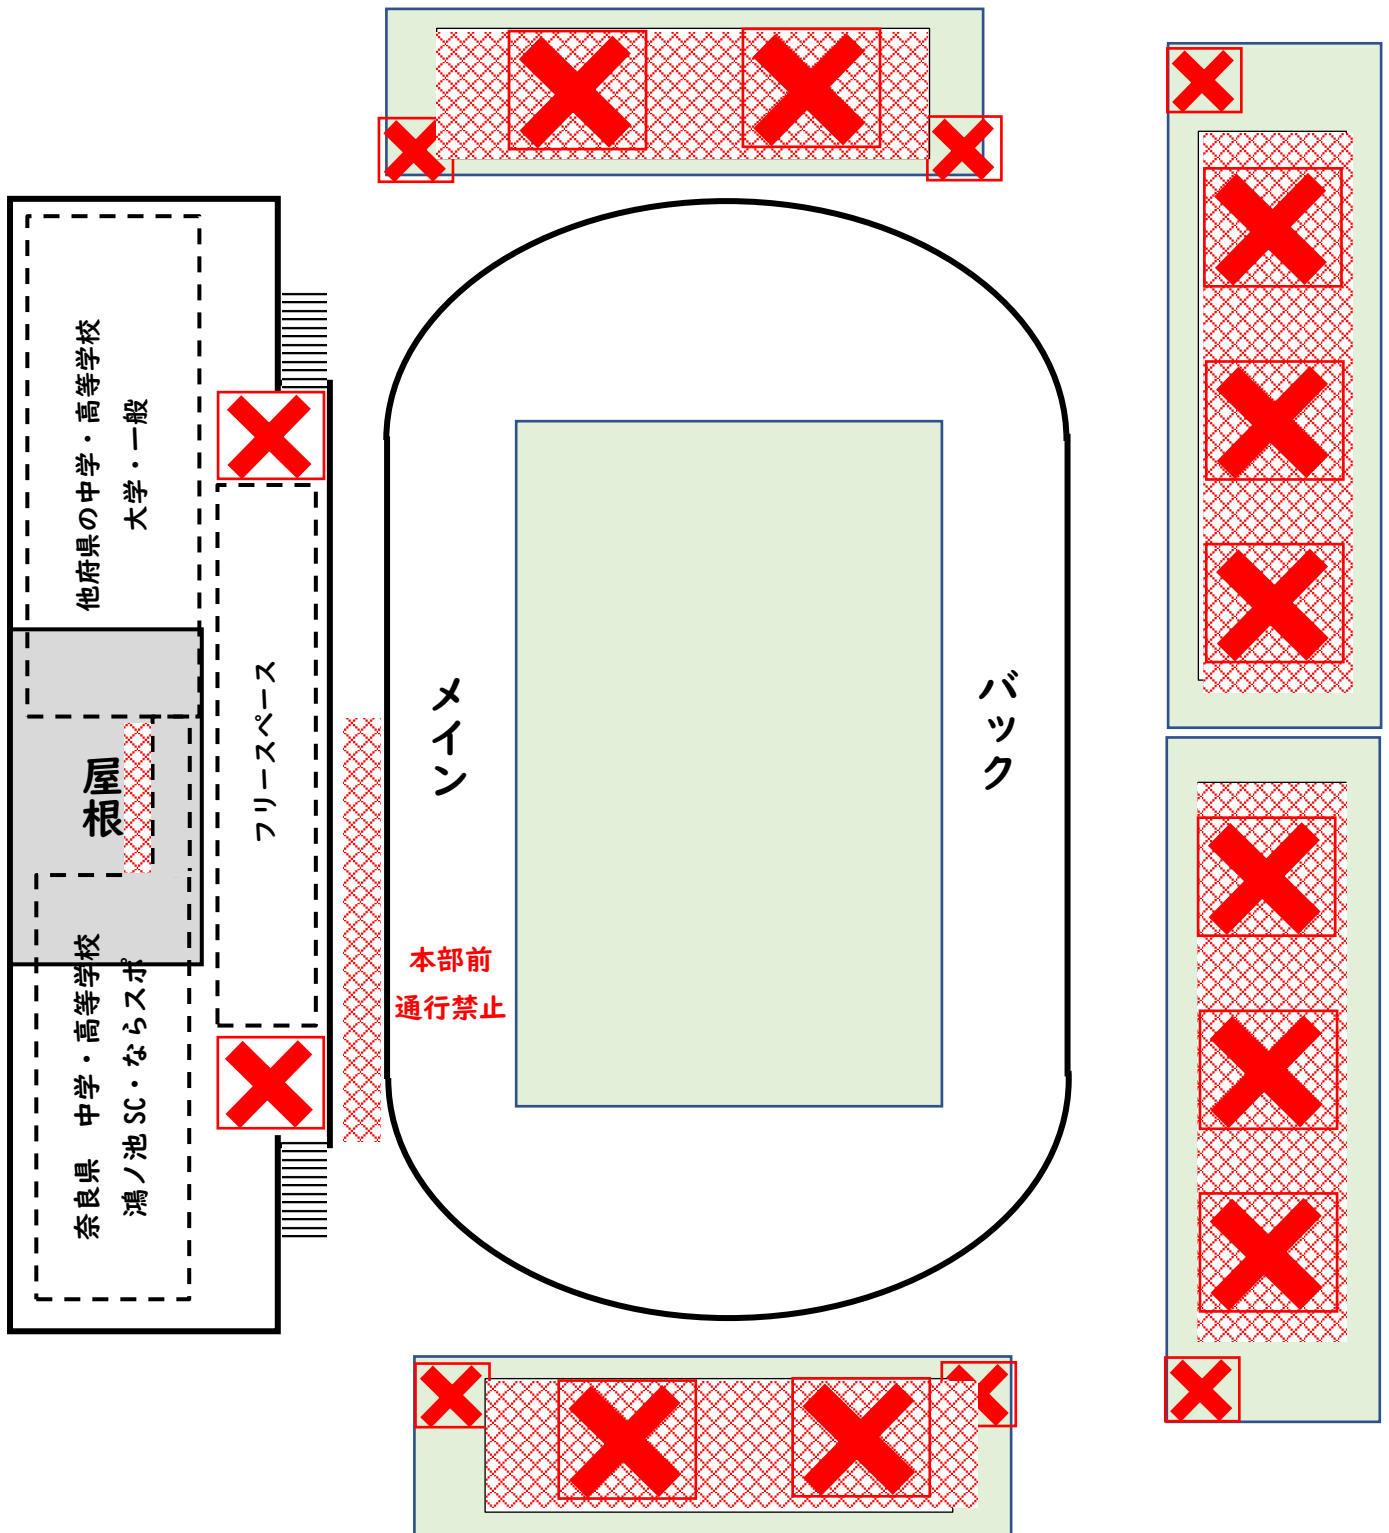 他府県の中学・高等学校
大学・一般
屋根
奈良県　中学・高等学校
鴻ノ池SC・ならスポ
フリースペース
メイン
バック
本部前
通行禁止